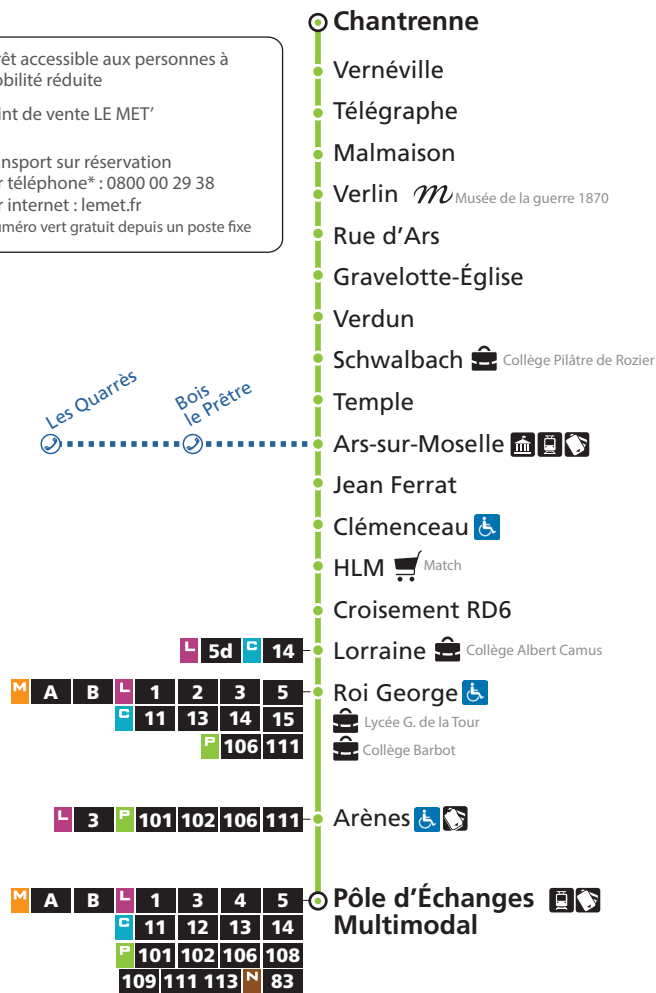 Chantrenne
Vernéville
Télégraphe
Malmaison
Verlin m Musée de la guerre 1870
Rue d'Ars
Gravelotte-Église
Verdun
Schwalbach Collège Pilâtre de Rozier
Temple
Ars-sur-Moselle
Jean Ferrat
Clémenceau
HLM Match
Croisement RD6
L 5d C 14 Lorraine Collège Albert Camus
M A B L 1 2 3 5 Roi George
C 11 13 14 15 Lycée G. de la Tour
P 106 111 Collège Barbot
L 3 P 101 102 106 111 Arènes
M A B L 1 3 4 5 Pôle d'Échanges
C 11 12 13 14 Multimodal
P 101 102 106 108
109 111 113 N 83
Les Quarrès
Bois
le Prêtre
rêt accessible aux personnes à
obilité réduite
int de vente LE MET'
nsport sur réservation
r téléphone* : 0800 00 29 38
r internet : lemet.fr
uméro vert gratuit depuis un poste fixe